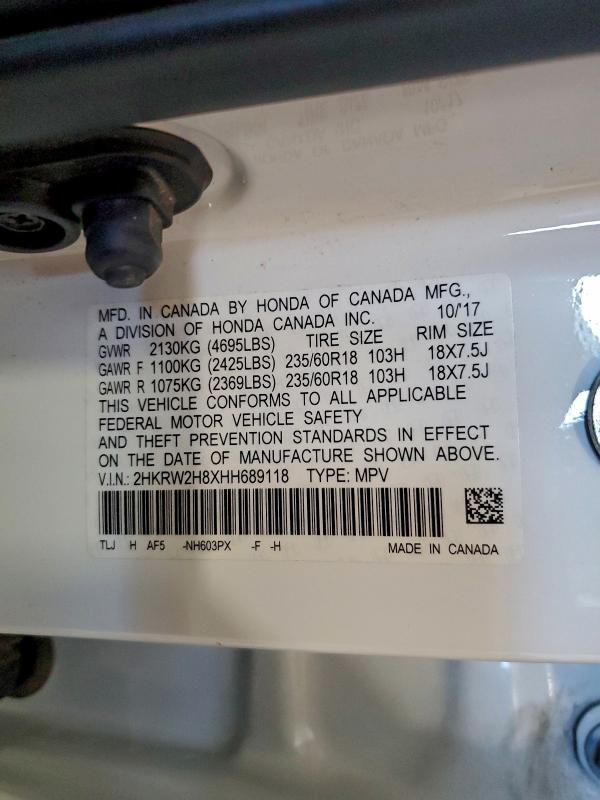 MFD. IN CANADA BY HONDA OF CANADA MFG.,
A DIVISION OF HONDA CANADA INC. 10/'17
GVWR 2130KG (4695LBS) TIRE SIZE RIM SIZE
GAWR F 1100KG (2425LBS) 235/60R18 103H 18X7.5J
GAWR R 1075KG (2369LBS) 235/60R18 103H 18X7.5J
THIS VEHICLE CONFORMS TO ALL APPLICABLE
FEDERAL MOTOR VEHICLE SAFETY
AND THEFT PREVENTION STANDARDS IN EFFECT
ON THE DATE OF MANUFACTURE SHOWN ABOVE.
V.I.N.: 2HKRW2H8XHH689118 TYPE: MPV
TLJ H AF5 -NH603PX -F -H MADE IN CANADA